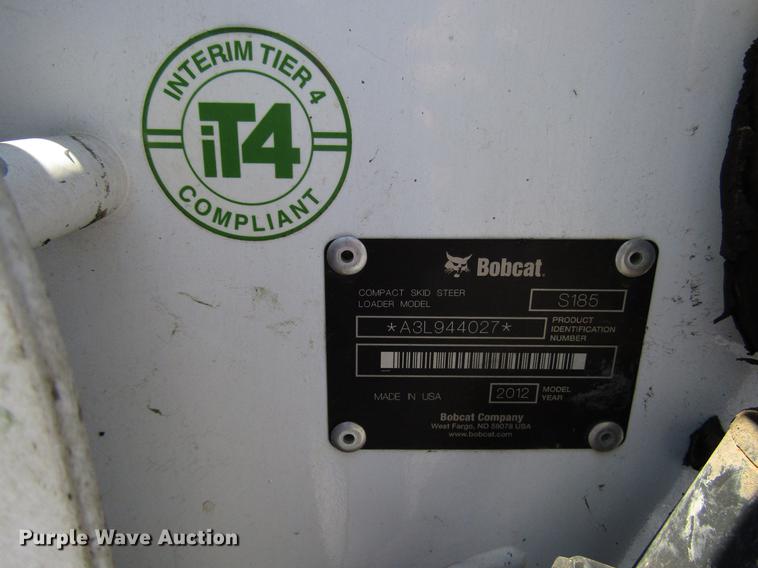 INTERIM TIER 4
iT4
COMPLIANT
Bobcat.
COMPACT SKID STEER
LOADER MODEL
S185
*A3L944027*
PRODUCT
IDENTIFICATION
NUMBER
MADE IN USA
2012
MODEL
YEAR
Bobcat Company
West Fargo, ND 58078 USA
www.bobcat.com
Purple Wave Auction